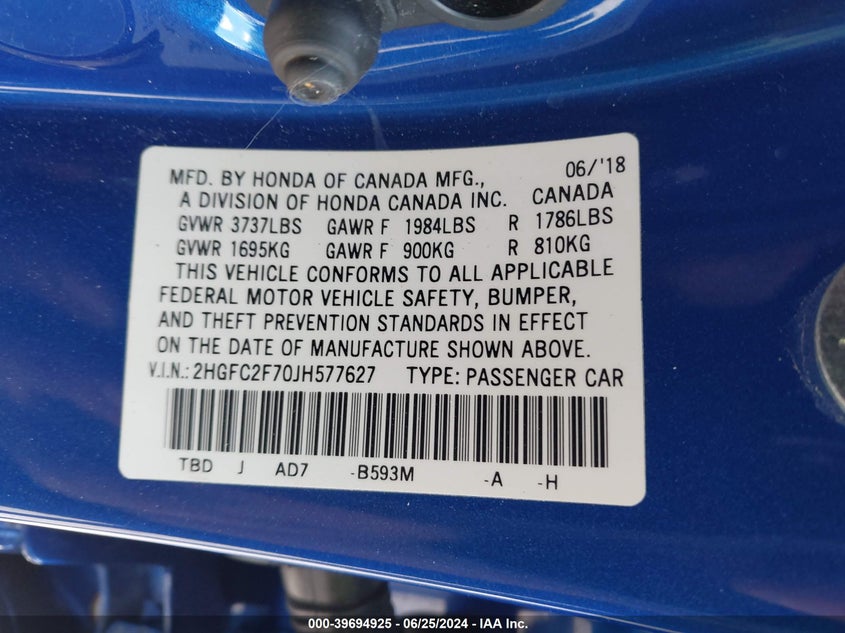 MFD. BY HONDA OF CANADA MFG., 06/'18
A DIVISION OF HONDA CANADA INC. CANADA
GVWR 3737LBS GAWR F 1984LBS R 1786LBS
GVWR 1695KG GAWR F 900KG R 810KG
THIS VEHICLE CONFORMS TO ALL APPLICABLE
FEDERAL MOTOR VEHICLE SAFETY, BUMPER,
AND THEFT PREVENTION STANDARDS IN EFFECT
ON THE DATE OF MANUFACTURE SHOWN ABOVE.
V.I.N.: 2HGFC2F70JH577627 TYPE: PASSENGER CAR
TBD J AD7 -B593M -A -H
000-39694925 - 06/25/2024 - IAA Inc.